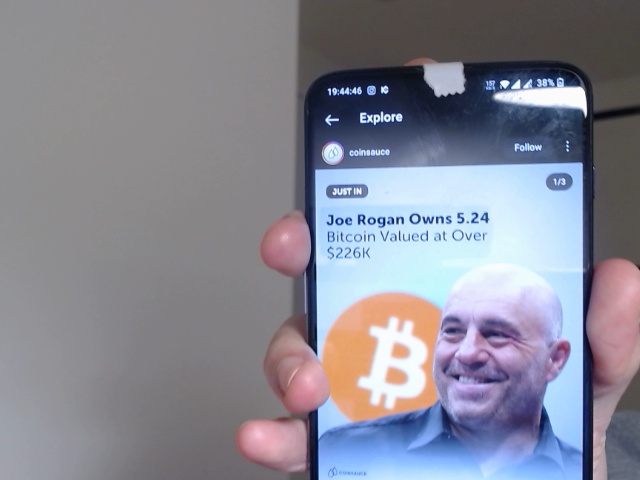 19:44:46 38%
Explore
coinsauce Follow
JUST IN 1/3
Joe Rogan Owns 5.24
Bitcoin Valued at Over
$226K
COINSAUCE